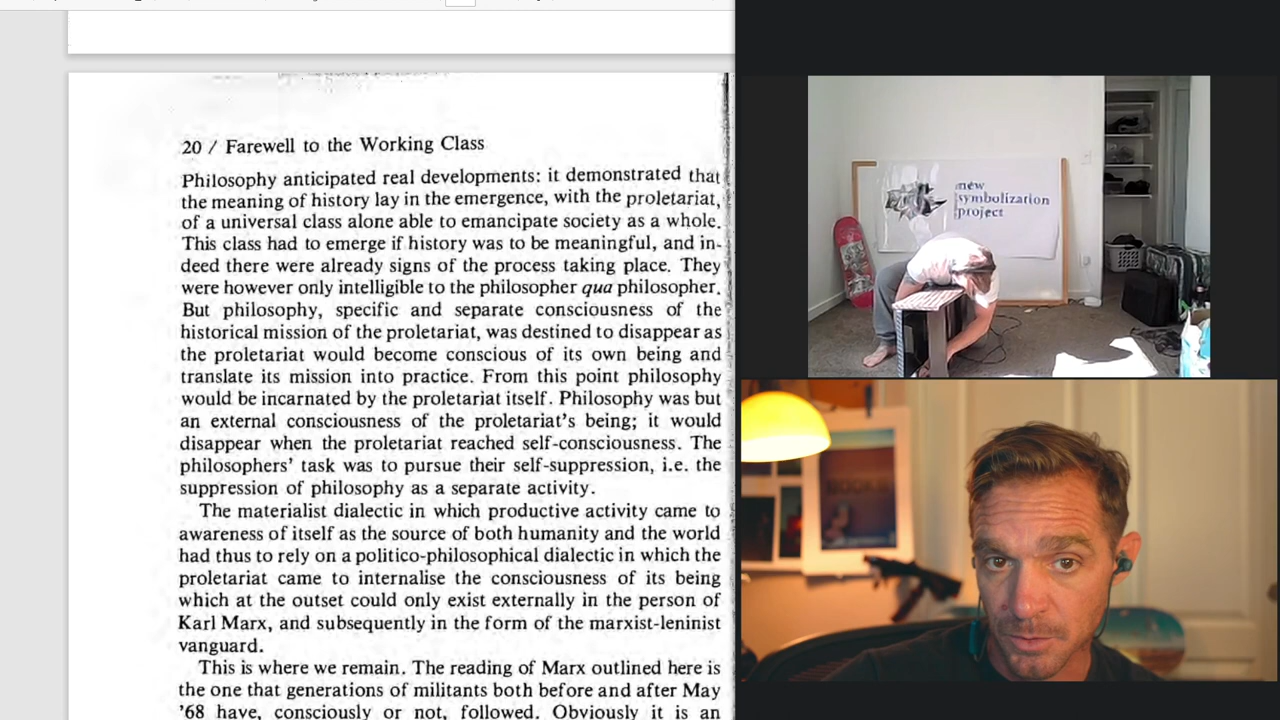 20 / Farewell to the Working Class
Philosophy anticipated real developments: it demonstrated that
the meaning of history lay in the emergence, with the proletariat,
of a universal class alone able to emancipate society as a whole.
This class had to emerge if history was to be meaningful, and in-
deed there were already signs of the process taking place. They
were however only intelligible to the philosopher qua philosopher.
But philosophy, specific and separate consciousness of the
historical mission of the proletariat, was destined to disappear as
the proletariat would become conscious of its own being and
translate its mission into practice. From this point philosophy
would be incarnated by the proletariat itself. Philosophy was but
an external consciousness of the proletariat's being; it would
disappear when the proletariat reached self-consciousness. The
philosophers' task was to pursue their self-suppression, i.e. the
suppression of philosophy as a separate activity.
The materialist dialectic in which productive activity came to
awareness of itself as the source of both humanity and the world
had thus to rely on a politico-philosophical dialectic in which the
proletariat came to internalise the consciousness of its being
which at the outset could only exist externally in the person of
Karl Marx, and subsequently in the form of the marxist-leninist
vanguard.
This is where we remain. The reading of Marx outlined here is
the one that generations of militants both before and after May
'68 have, consciously or not, followed. Obviously it is an
new
symbolization
project